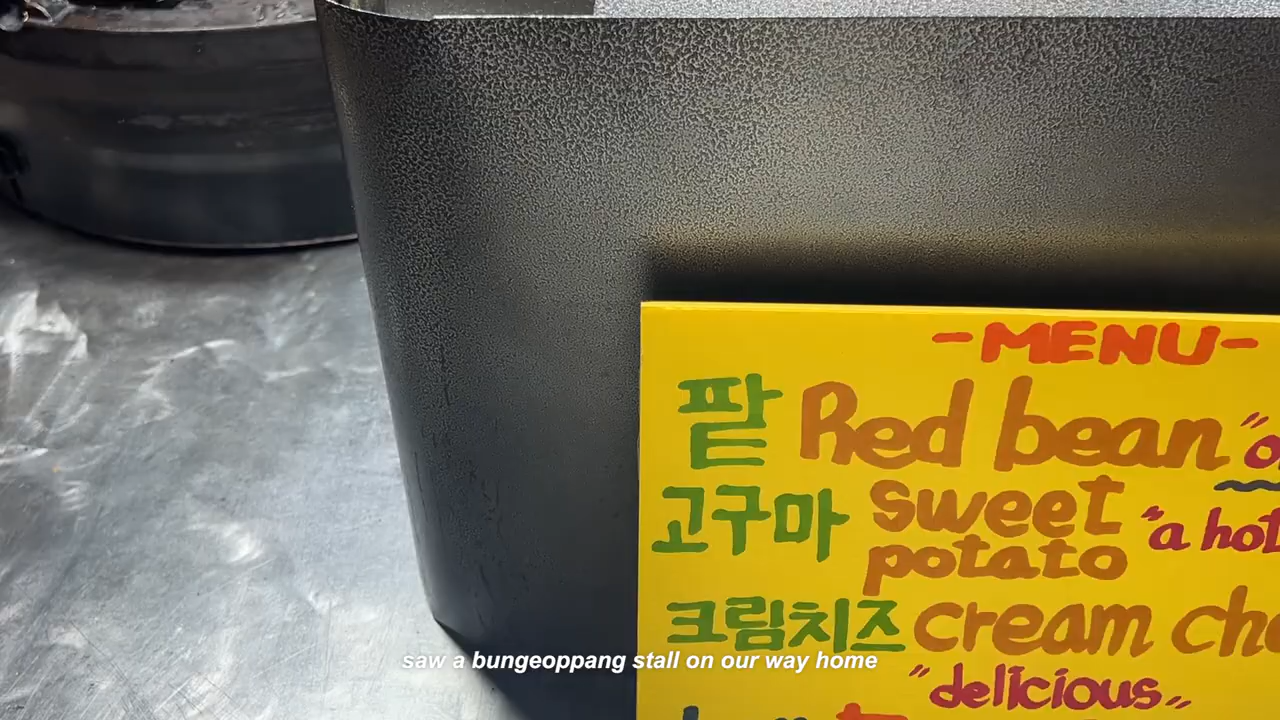 -MENU-
팥 Red bean
고구마 sweet potato "a hot
크림치즈 cream
"delicious"
saw a bungeoppang stall on our way home